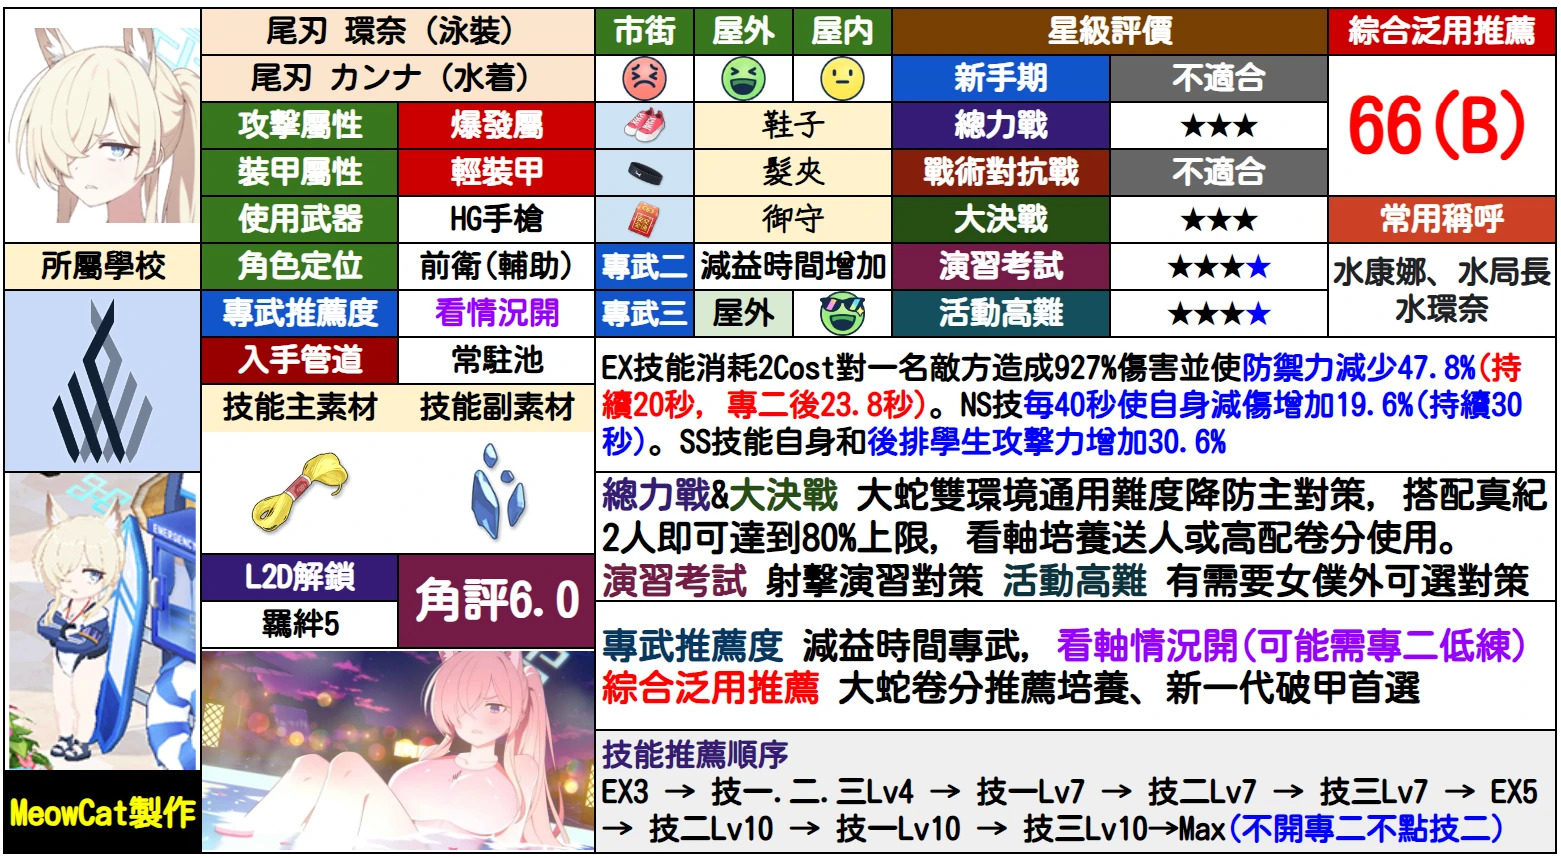 尾刃 環奈（泳裝）
尾刃 カンナ（水着）
攻擊屬性 爆發屬
裝甲屬性 輕裝甲
使用武器 HG手槍
所屬學校
角色定位 前衛(輔助)
專武推薦度 看情況開
入手管道 常駐池
技能主素材 技能副素材
L2D解鎖
羈絆5
角評6.0
EMERGENCY
MeowCat製作
市街 屋外 屋内
鞋子
髮夾
御守
專武二 減益時間增加
專武三 屋外
星級評價
新手期 不適合
總力戰 ★★★
戰術對抗戰 不適合
大決戰 ★★★
演習考試 ★★★★
活動高難 ★★★★
綜合泛用推薦
66(B)
常用稱呼
水康娜、水局長
水環奈
EX技能消耗2Cost對一名敵方造成927%傷害並使防禦力減少47.8%(持
續20秒, 專二後23.8秒)。NS技每40秒使自身減傷增加19.6%(持續30
秒)。SS技能自身和後排學生攻擊力增加30.6%
總力戰&大決戰 大蛇雙環境通用難度降防主對策, 搭配真紀
2人即可達到80%上限, 看軸培養送人或高配卷分使用。
演習考試 射擊演習對策 活動高難 有需要女僕外可選對策
專武推薦度 減益時間專武, 看軸情況開(可能需專二低練)
綜合泛用推薦 大蛇卷分推薦培養、新一代破甲首選
技能推薦順序
EX3 → 技一.二.三Lv4 → 技一Lv7 → 技二Lv7 → 技三Lv7 → EX5
→ 技二Lv10 → 技一Lv10 → 技三Lv10→Max(不開專二不點技二)